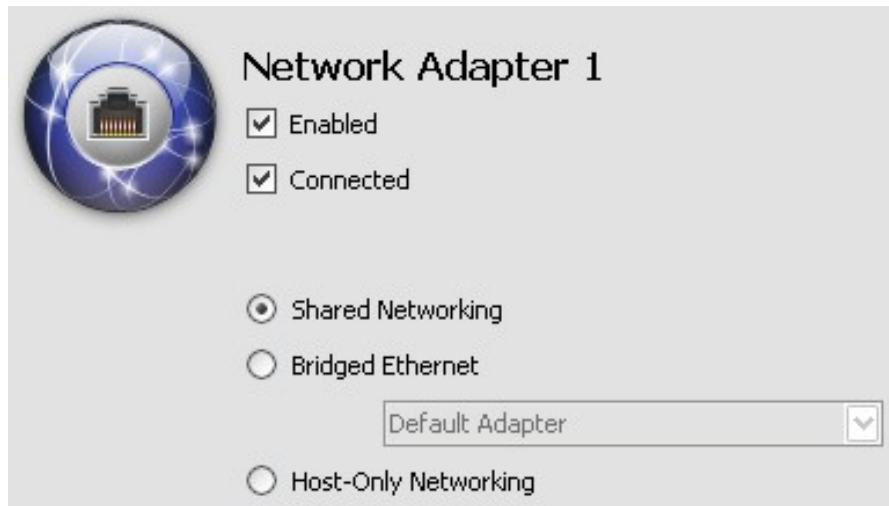 Network Adapter 1
Enabled
Connected
Shared Networking
Bridged Ethernet
Default Adapter
Host-Only Networking